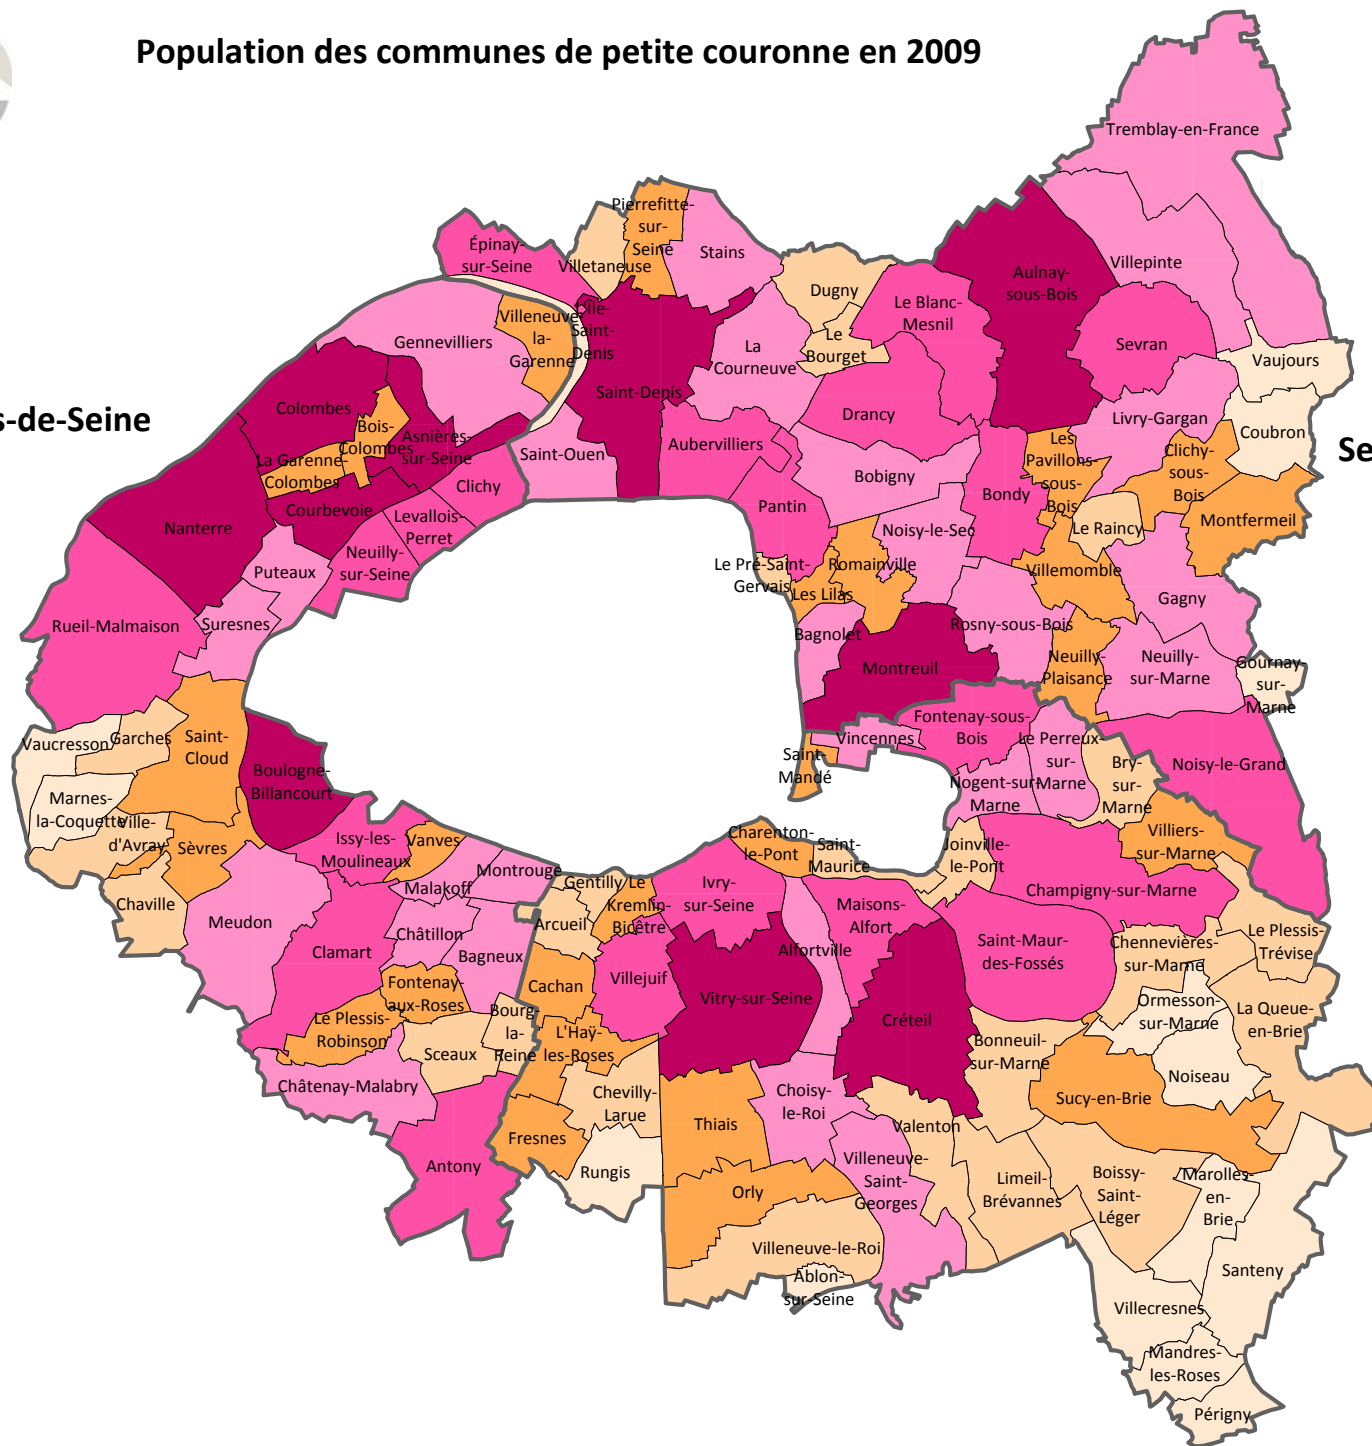 Population des communes de petite couronne en 2009
Tremblay-en-France
Pierrefitte-
sur-
Seine
Épinay-
sur-Seine
Villetaneuse
Stains
Villepinte
Aulnay-
sous-Bois
Dugny
Le Blanc-
Mesnil
Villeneuve-
la-
Garenne
L'Île-
Saint-
Denis
Gennevilliers
Le
Bourget
La
Courneuve
Sevran
Vaujours
Saint-Denis
s-de-Seine
Colombes
Bois-
Colombes
Asnières-
sur-Seine
Drancy
Livry-Gargan
Coubron
Se
La Garenne-
Colombes
Saint-Ouen
Aubervilliers
Les
Pavillons-
sous-
Bois
Clichy-
sous-
Bois
Bobigny
Clichy
Bondy
Nanterre
Courbevoie
Levallois-
Perret
Pantin
Noisy-le-Sec
Le Raincy
Montfermeil
Neuilly-
sur-Seine
Puteaux
Le Pré-Saint-
Gervais
Romainville
Villemomble
Les Lilas
Gagny
Rueil-Malmaison
Suresnes
Bagnolet
Rosny-sous-Bois
Montreuil
Neuilly-
Plaisance
Neuilly-
sur-Marne
Gournay-
sur-
Marne
Vaucresson
Garches
Saint-
Cloud
Fontenay-sous-
Bois
Vincennes
Le Perreux-
sur-
Marne
Saint-
Mandé
Noisy-le-Grand
Boulogne-
Billancourt
Nogent-sur-
Marne
Bry-
sur-
Marne
Marnes-
la-Coquette
Ville-
d'Avray
Sèvres
Issy-les-
Moulineaux
Vanves
Charenton-
le-Pont
Saint-
Maurice
Joinville-
le-Pont
Villiers-
sur-Marne
Montrouge
Malakoff
Gentilly
Le
Kremlin-
Bicêtre
Ivry-
sur-Seine
Champigny-sur-Marne
Chaville
Meudon
Arcueil
Maisons-
Alfort
Châtillon
Clamart
Bagneux
Alfortville
Saint-Maur-
des-Fossés
Chennevières-
sur-Marne
Le Plessis-
Trévise
Villejuif
Fontenay-
aux-Roses
Cachan
Vitry-sur-Seine
Ormesson-
sur-Marne
La Queue-
en-Brie
Le Plessis-
Robinson
Bourg-
la-
Reine
L'Haÿ-
les-Roses
Créteil
Bonneuil-
sur-Marne
Sceaux
Noiseau
Châtenay-Malabry
Chevilly-
Larue
Choisy-
le-Roi
Sucy-en-Brie
Thiais
Valenton
Fresnes
Antony
Rungis
Villeneuve-
Saint-
Georges
Limeil-
Brévannes
Boissy-
Saint-
Léger
Marolles-
en-
Brie
Orly
Villeneuve-le-Roi
Ablon-
sur-Seine
Santeny
Villecresnes
Mandres-
les-Roses
Périgny